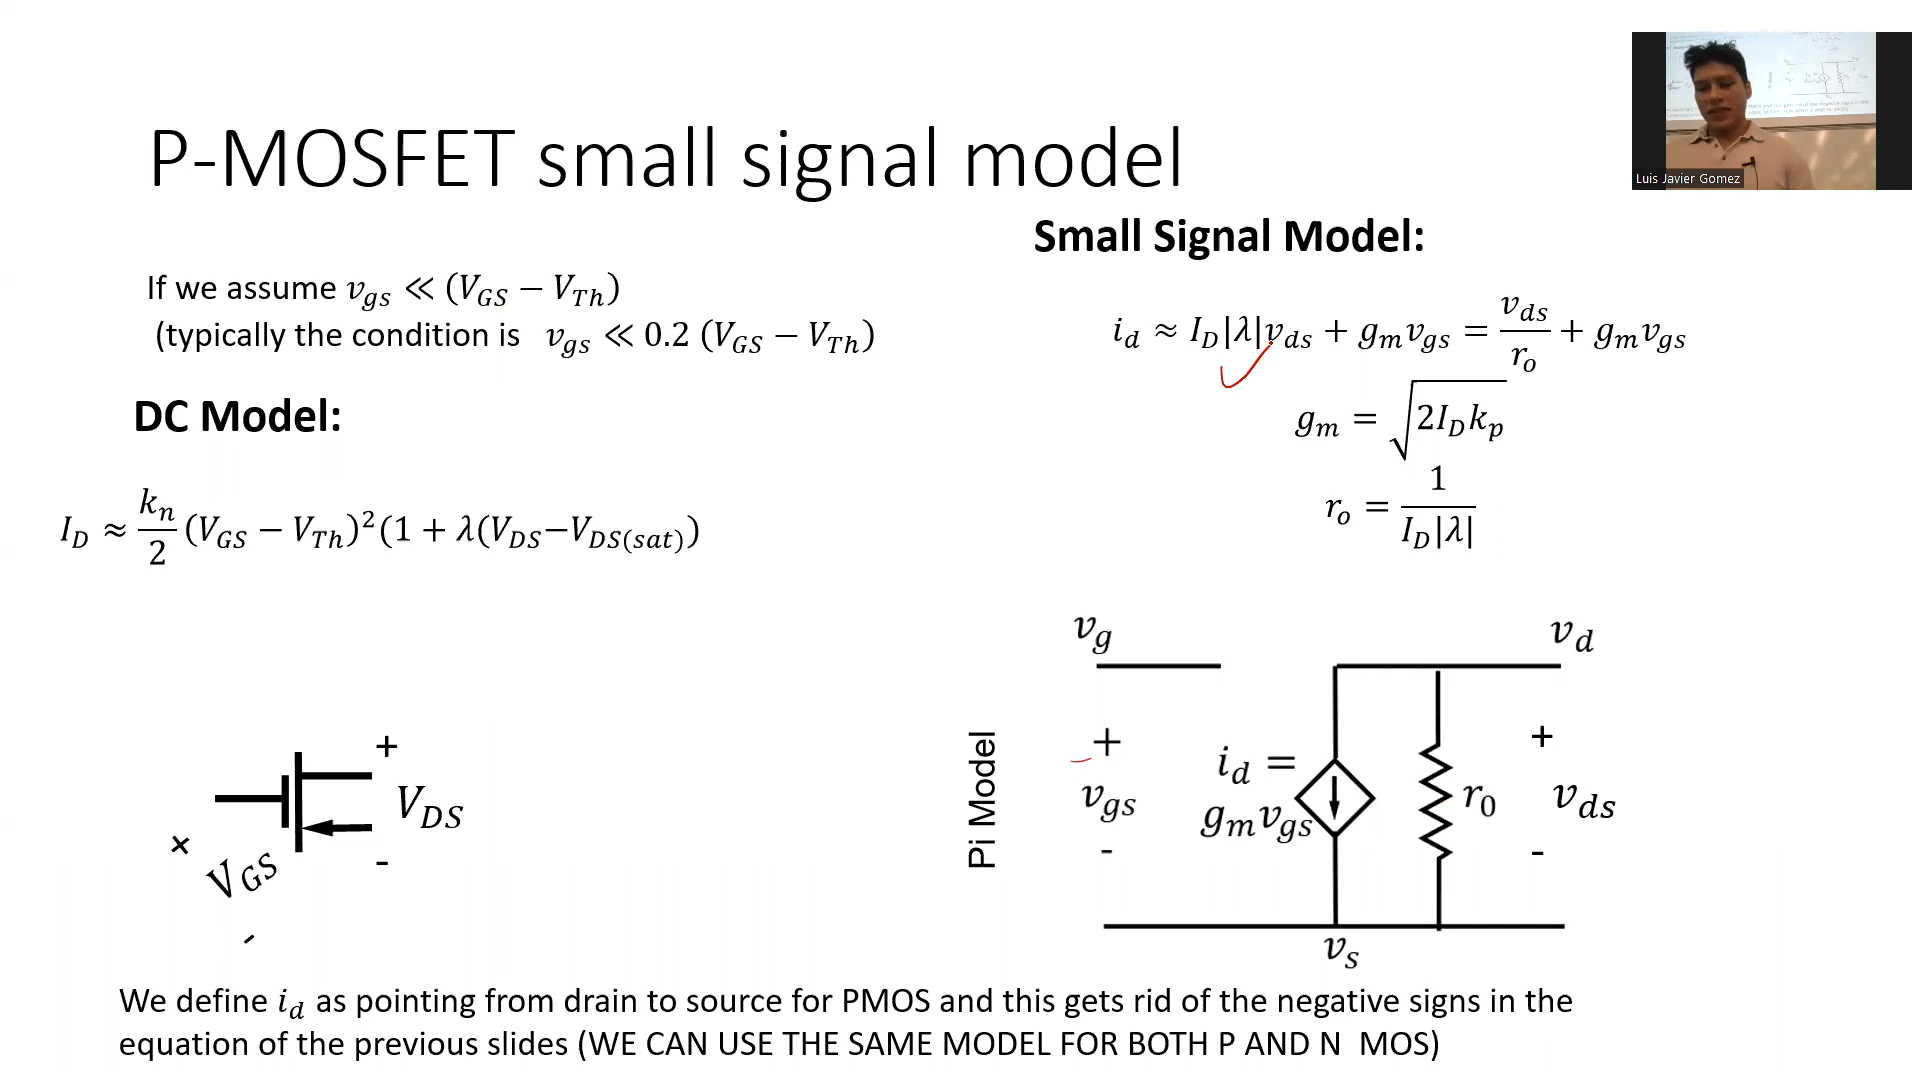 P-MOSFET small signal model
Luis Javier Gomez
Small Signal Model:
If we assume v_gs ≪ (V_GS − V_Th)
(typically the condition is v_gs ≪ 0.2 (V_GS − V_Th)
i_d ≈ I_D|λ|v_ds + g_m v_gs = v_ds/r_o + g_m v_gs
g_m = √(2I_D k_p)
r_o = 1/(I_D|λ|)
DC Model:
I_D ≈ k_n/2 (V_GS − V_Th)²(1 + λ(V_DS−V_DS(sat))
+
V_DS
-
+
V_GS
-
Pi Model
v_g
+
v_gs
-
i_d =
g_m v_gs
r_0
v_d
+
v_ds
-
v_s
We define i_d as pointing from drain to source for PMOS and this gets rid of the negative signs in the
equation of the previous slides (WE CAN USE THE SAME MODEL FOR BOTH P AND N MOS)